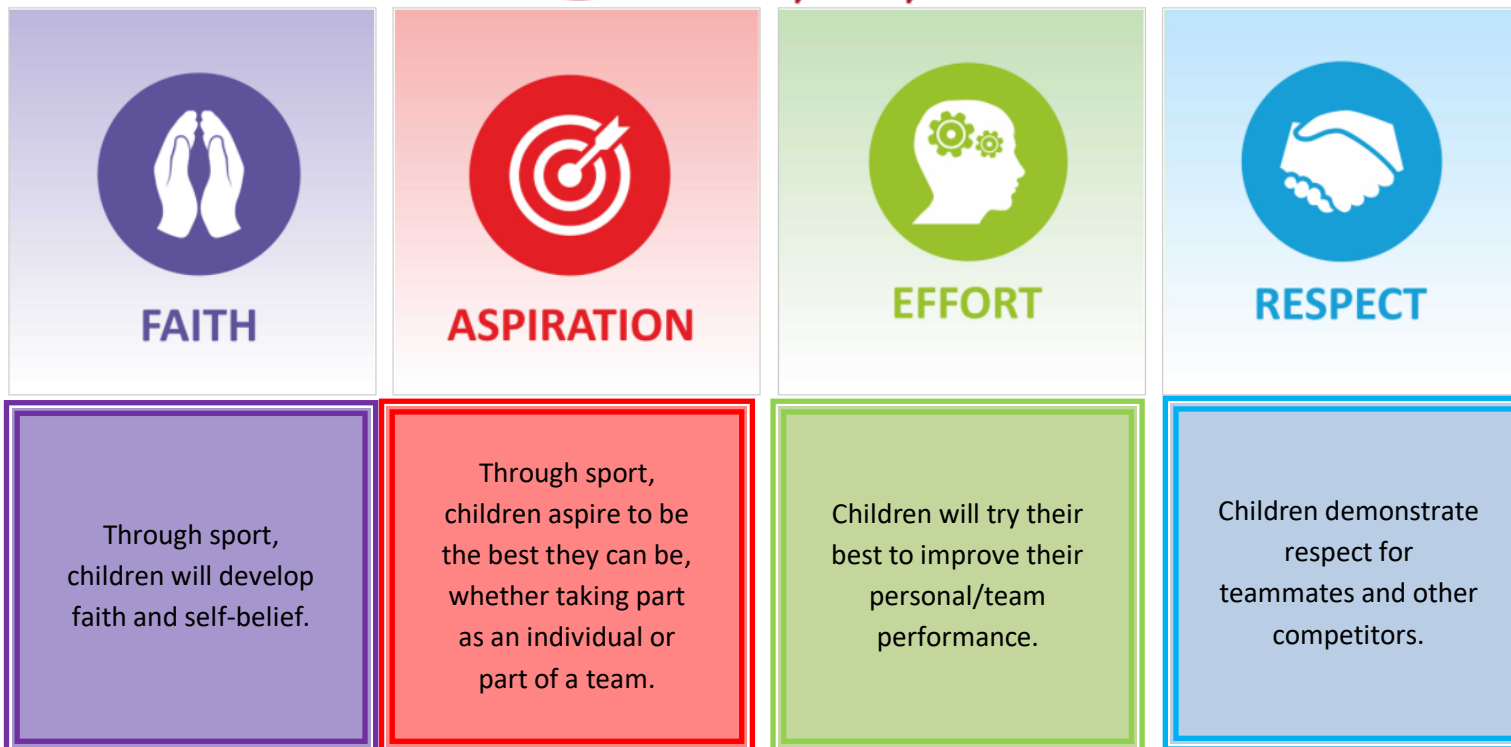 FAITH
ASPIRATION
EFFORT
RESPECT
Through sport,
children will develop
faith and self-belief.
Through sport,
children aspire to be
the best they can be,
whether taking part
as an individual or
part of a team.
Children will try their
best to improve their
personal/team
performance.
Children demonstrate
respect for
teammates and other
competitors.